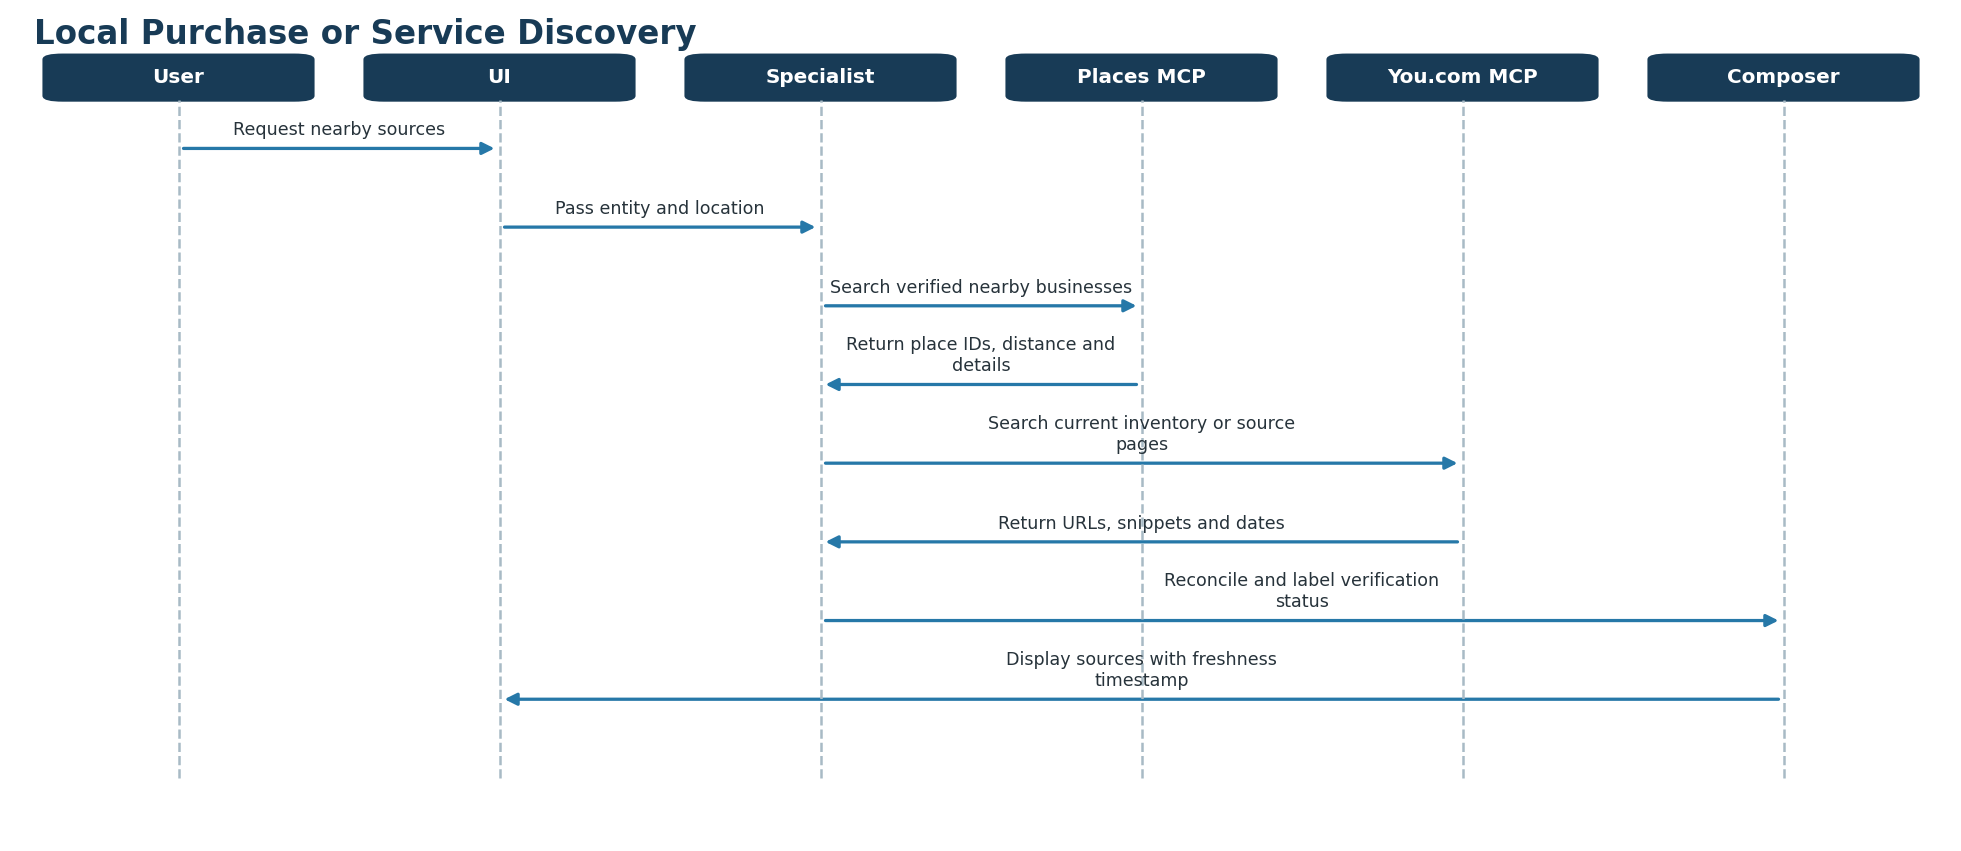 Local Purchase or Service Discovery
User
UI
Specialist
Places MCP
You.com MCP
Composer
Request nearby sources
Pass entity and location
Search verified nearby businesses
Return place IDs, distance and
details
Search current inventory or source
pages
Return URLs, snippets and dates
Reconcile and label verification
status
Display sources with freshness
timestamp